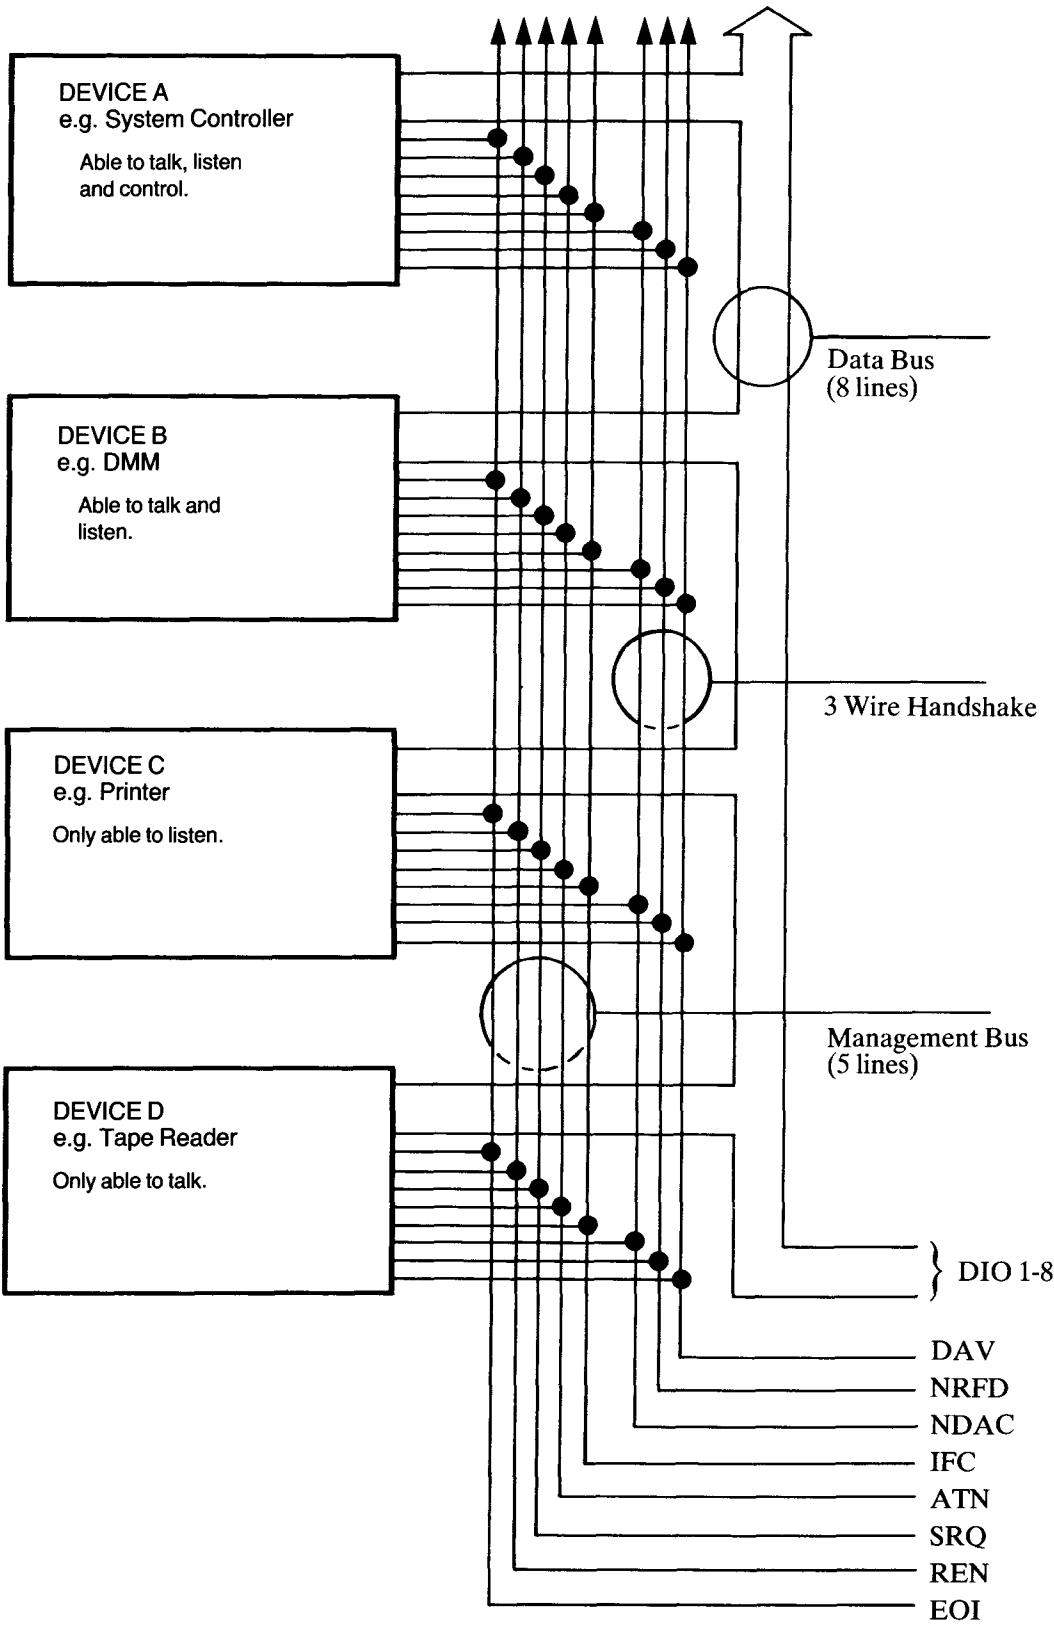 DEVICE A
e.g. System Controller
Able to talk, listen
and control.
Data Bus
(8 lines)
DEVICE B
e.g. DMM
Able to talk and
listen.
3 Wire Handshake
DEVICE C
e.g. Printer
Only able to listen.
Management Bus
(5 lines)
DEVICE D
e.g. Tape Reader
Only able to talk.
DIO 1-8
DAV
NRFD
NDAC
IFC
ATN
SRQ
REN
EOI